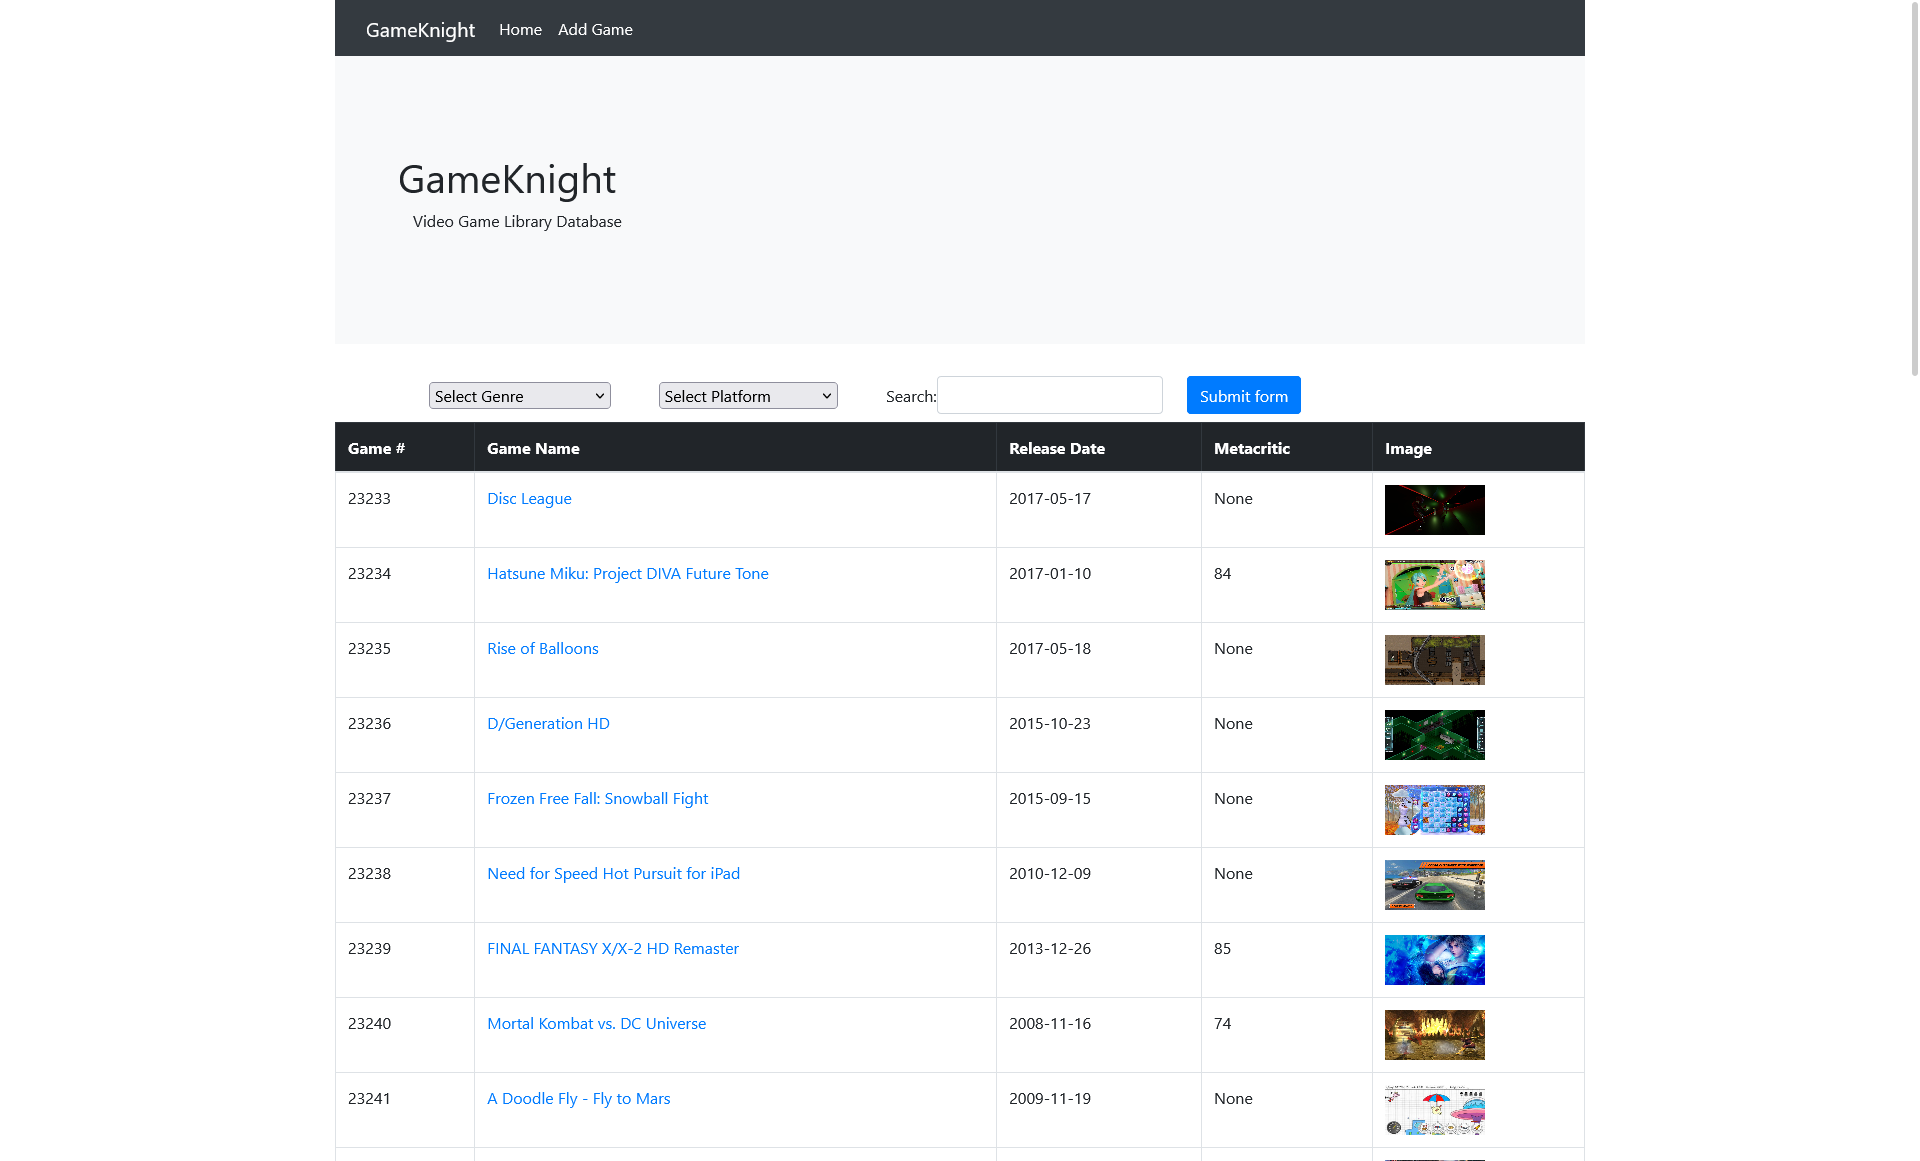 GameKnight Home Add Game
GameKnight
Video Game Library Database
Select Genre Select Platform Search: Submit form
Game # Game Name Release Date Metacritic Image
23233 Disc League 2017-05-17 None
23234 Hatsune Miku: Project DIVA Future Tone 2017-01-10 84
23235 Rise of Balloons 2017-05-18 None
23236 D/Generation HD 2015-10-23 None
23237 Frozen Free Fall: Snowball Fight 2015-09-15 None
23238 Need for Speed Hot Pursuit for iPad 2010-12-09 None
23239 FINAL FANTASY X/X-2 HD Remaster 2013-12-26 85
23240 Mortal Kombat vs. DC Universe 2008-11-16 74
23241 A Doodle Fly - Fly to Mars 2009-11-19 None